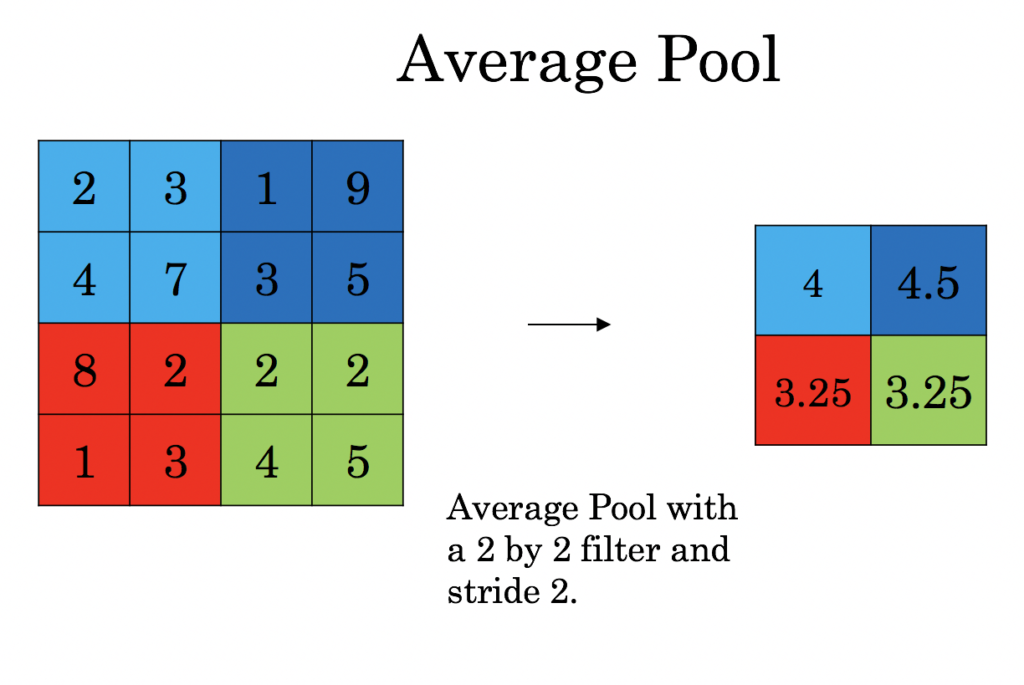 Average Pool
2 3 1 9
4 7 3 5
8 2 2 2
1 3 4 5
4 4.5
3.25 3.25
Average Pool with
a 2 by 2 filter and
stride 2.